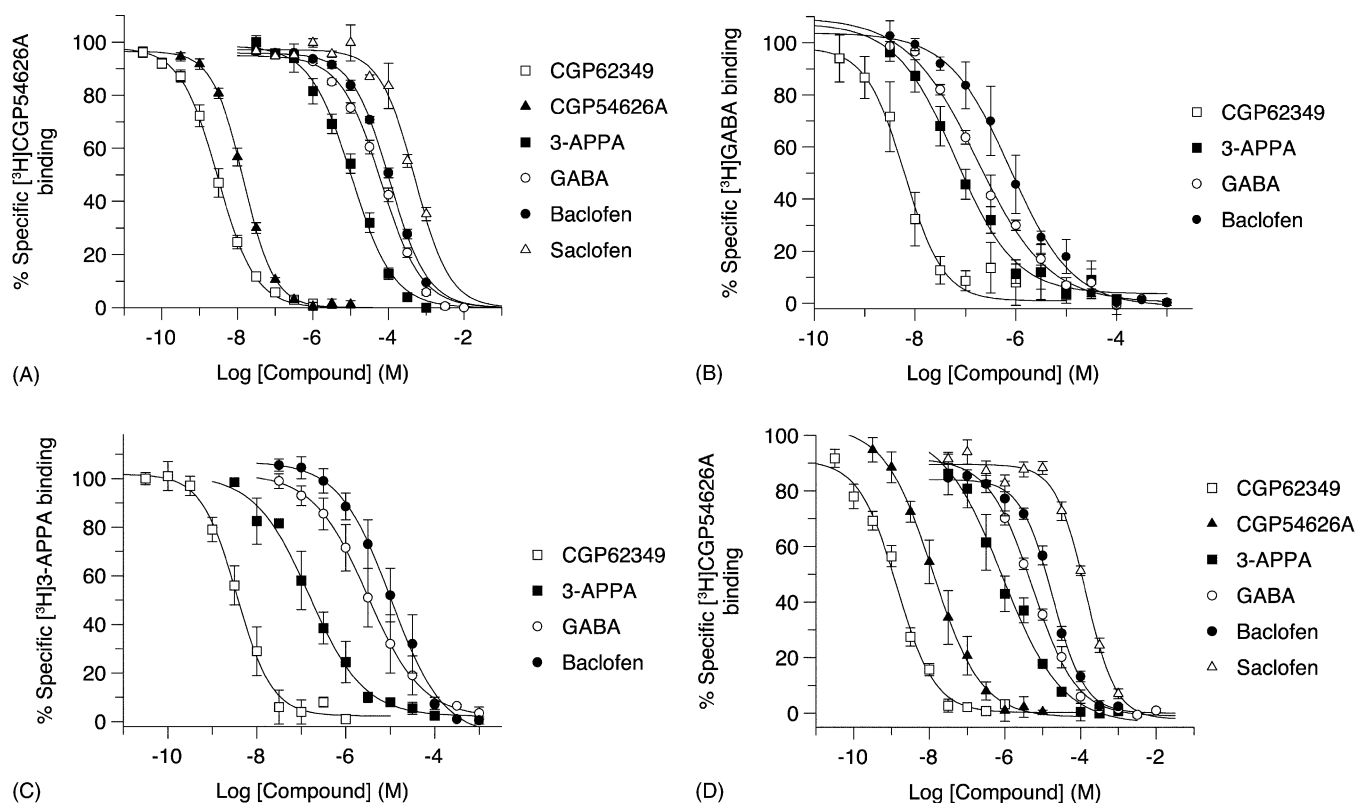 % Specific [³H]CGP54626A
binding
100
80
60
40
20
0
-10
-8
-6
-4
-2
Log [Compound] (M)
(A)
CGP62349
CGP54626A
3-APPA
GABA
Baclofen
Saclofen
% Specific [³H]GABA binding
100
80
60
40
20
0
-10
-8
-6
-4
Log [Compound] (M)
(B)
CGP62349
3-APPA
GABA
Baclofen
% Specific [³H]3-APPA binding
100
80
60
40
20
0
-10
-8
-6
-4
Log [Compound] (M)
(C)
CGP62349
3-APPA
GABA
Baclofen
% Specific [³H]CGP54626A
binding
100
80
60
40
20
0
-10
-8
-6
-4
-2
Log [Compound] (M)
(D)
CGP62349
CGP54626A
3-APPA
GABA
Baclofen
Saclofen